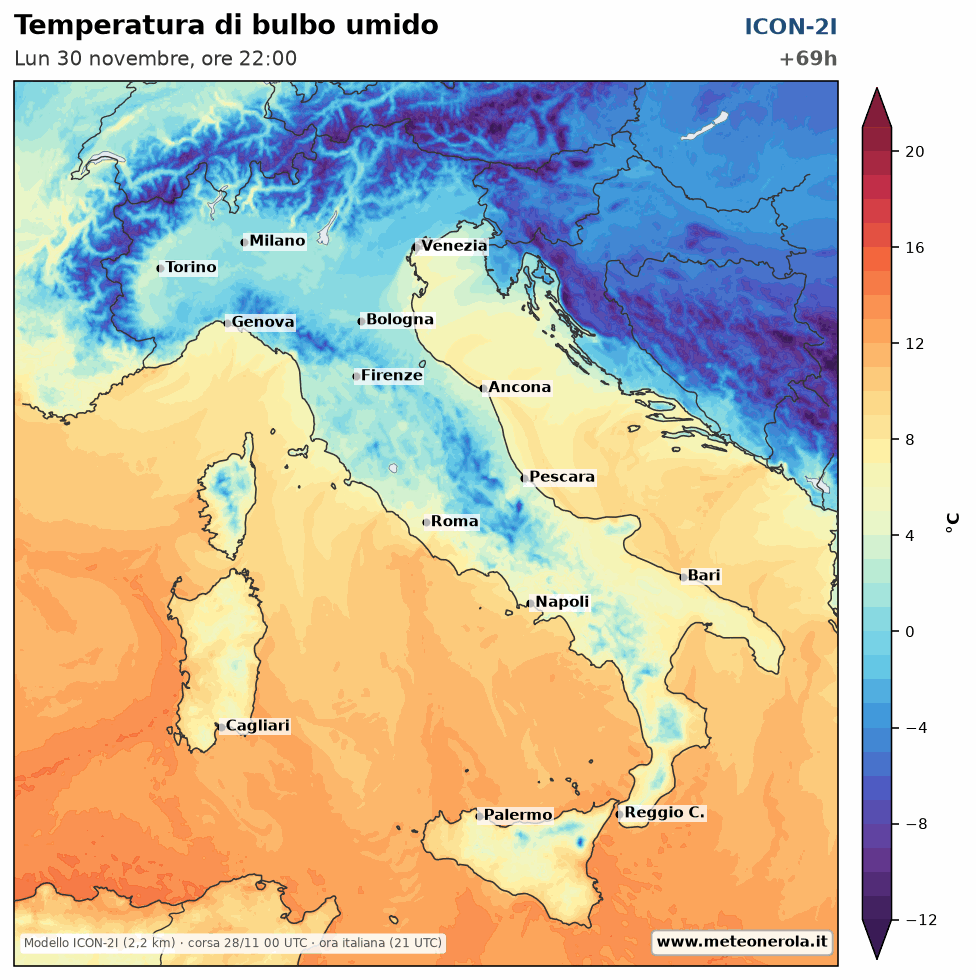 Temperatura di bulbo umido
ICON-2I
Lun 30 novembre, ore 22:00
+69h
Milano
Venezia
Torino
Genova
Bologna
Firenze
Ancona
Pescara
Roma
Bari
Napoli
Cagliari
Palermo
Reggio C.
20
16
12
8
4
0
−4
−8
−12
°C
Modello ICON-2I (2,2 km) · corsa 28/11 00 UTC · ora italiana (21 UTC)
www.meteonerola.it